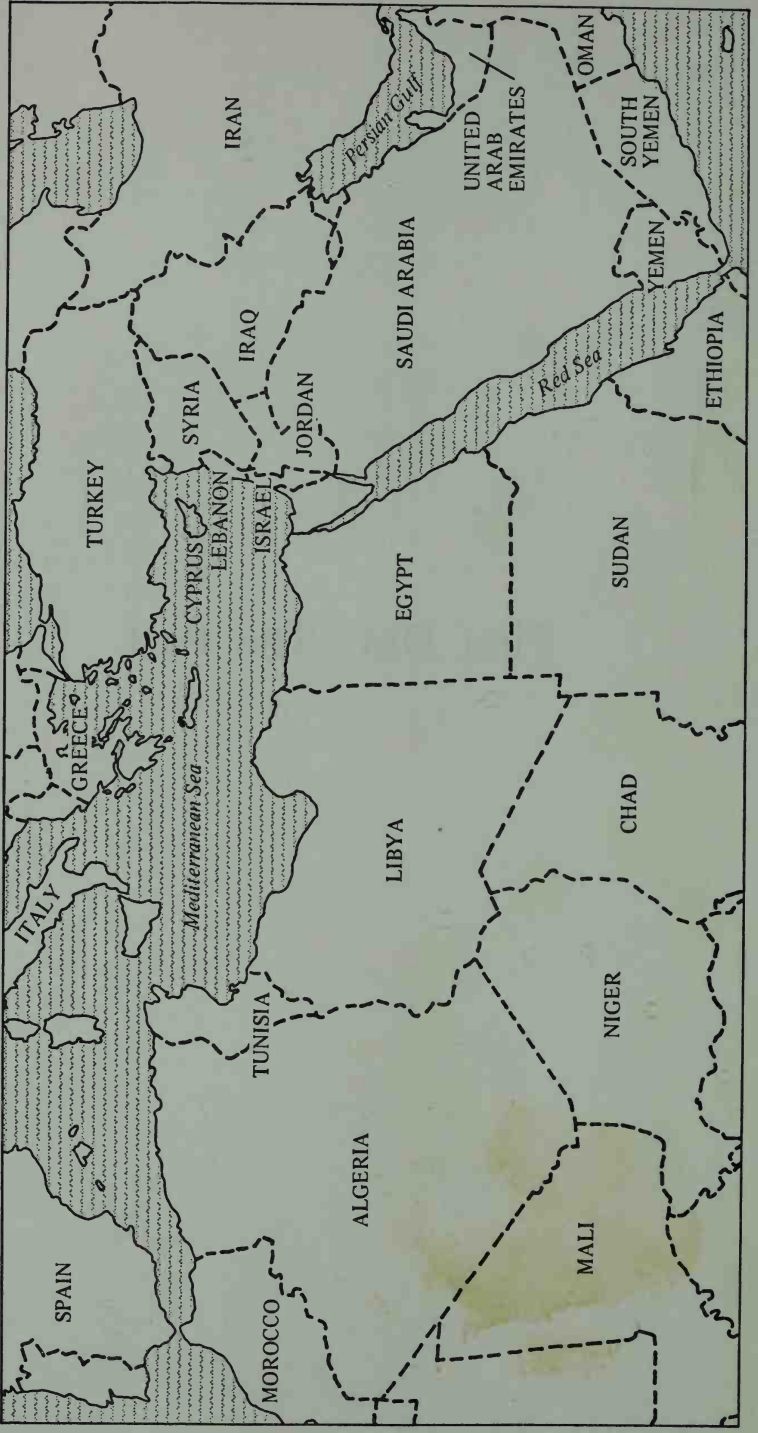 SPAIN
ITALY
GREECE
TURKEY
IRAN
Mediterranean Sea
CYPRUS
LEBANON
ISRAEL
SYRIA
IRAQ
JORDAN
Persian Gulf
MOROCCO
TUNISIA
ALGERIA
LIBYA
EGYPT
SAUDI ARABIA
UNITED
ARAB
EMIRATES
Red Sea
OMAN
SOUTH
YEMEN
YEMEN
MALI
NIGER
CHAD
SUDAN
ETHIOPIA